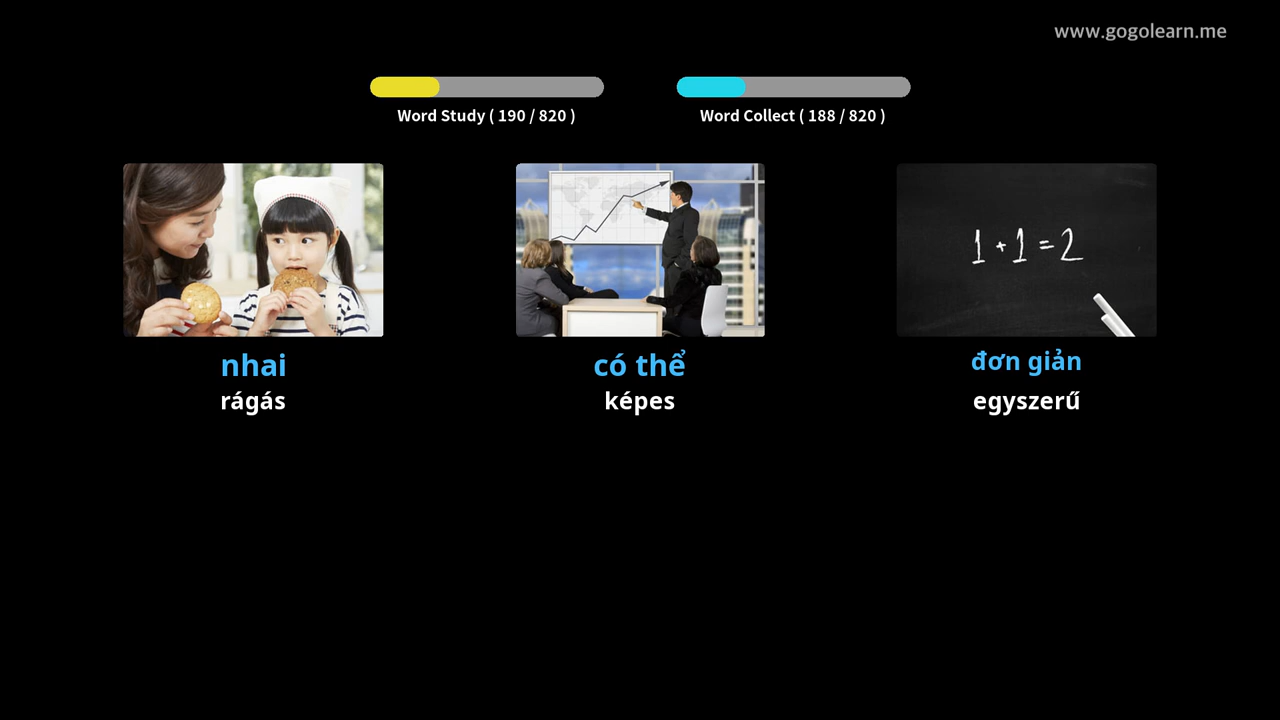 www.gogolearn.me
Word Study ( 190 / 820 )
Word Collect ( 188 / 820 )
1 + 1 = 2
nhai
rágás
có thể
képes
đơn giản
egyszerű